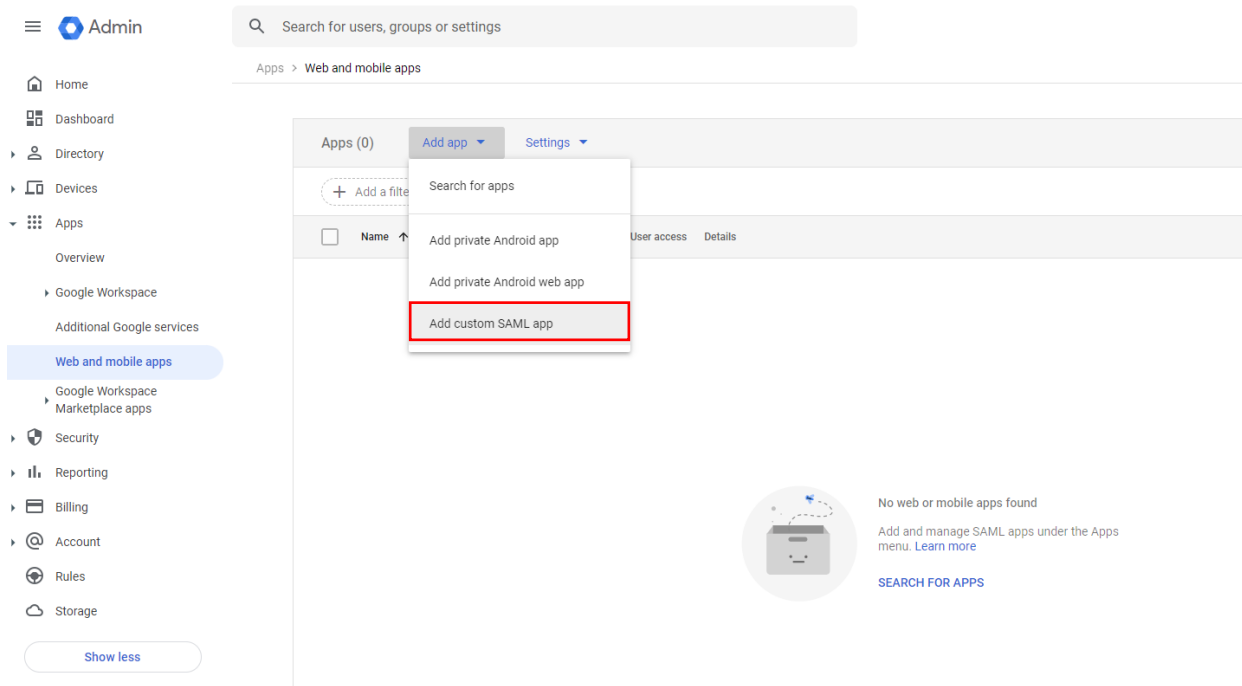 Admin
Search for users, groups or settings
Apps > Web and mobile apps
Home
Dashboard
Directory
Devices
Apps
Overview
Google Workspace
Additional Google services
Web and mobile apps
Google Workspace
Marketplace apps
Security
Reporting
Billing
Account
Rules
Storage
Show less
Apps (0) Add app Settings
Add a filte
Search for apps
Name User access Details
Add private Android app
Add private Android web app
Add custom SAML app
No web or mobile apps found
Add and manage SAML apps under the Apps
menu. Learn more
SEARCH FOR APPS